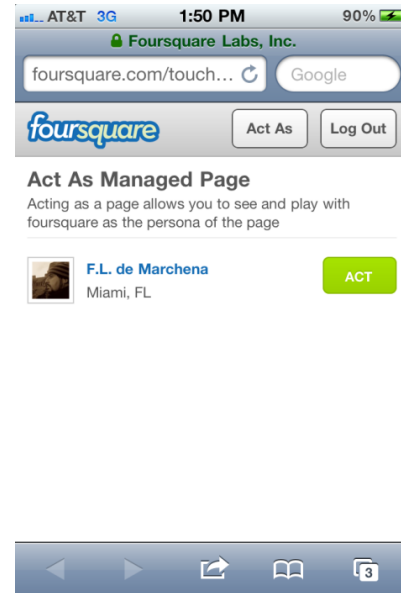 AT&T 3G 1:50 PM 90%
Foursquare Labs, Inc.
foursquare.com/touch... Google
foursquare Act As Log Out
Act As Managed Page
Acting as a page allows you to see and play with
foursquare as the persona of the page
F.L. de Marchena ACT
Miami, FL
3